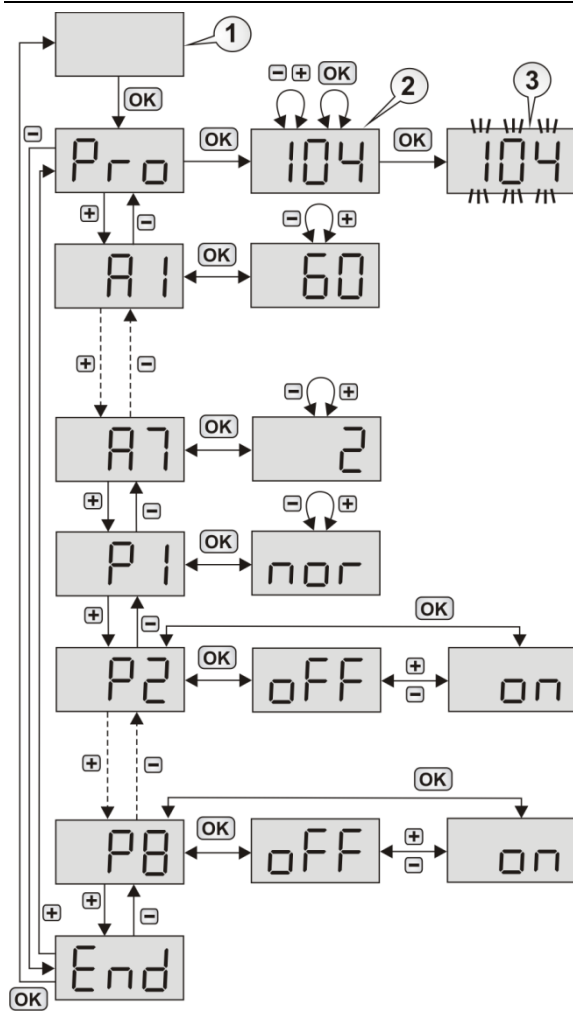 1
OK
- + OK
2
3
-
Pro
OK
104
OK
104
+ -
- +
A1
OK
60
+ -
- +
A7
OK
2
+ -
- +
P1
OK
nor
+ -
OK
P2
OK
oFF
+
-
on
+ -
OK
P8
OK
oFF
+
-
on
+
+ -
End
OK